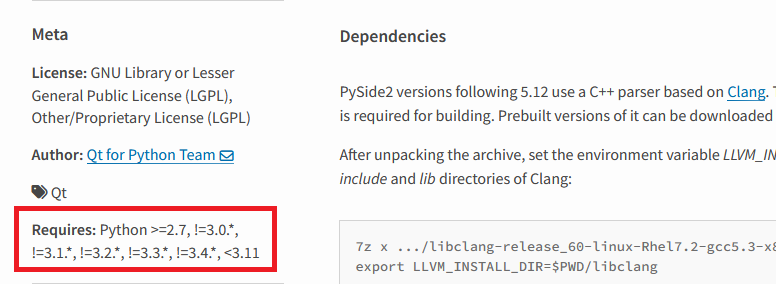 Meta
License: GNU Library or Lesser
General Public License (LGPL),
Other/Proprietary License (LGPL)
Author: Qt for Python Team
Qt
Requires: Python >=2.7, !=3.0.*,
!=3.1.*, !=3.2.*, !=3.3.*, !=3.4.*, <3.11
Dependencies
PySide2 versions following 5.12 use a C++ parser based on Clang.
is required for building. Prebuilt versions of it can be downloaded
After unpacking the archive, set the environment variable LLVM_IN
include and lib directories of Clang:
7z x .../libclang-release_60-linux-Rhel7.2-gcc5.3-x8
export LLVM_INSTALL_DIR=$PWD/libclang